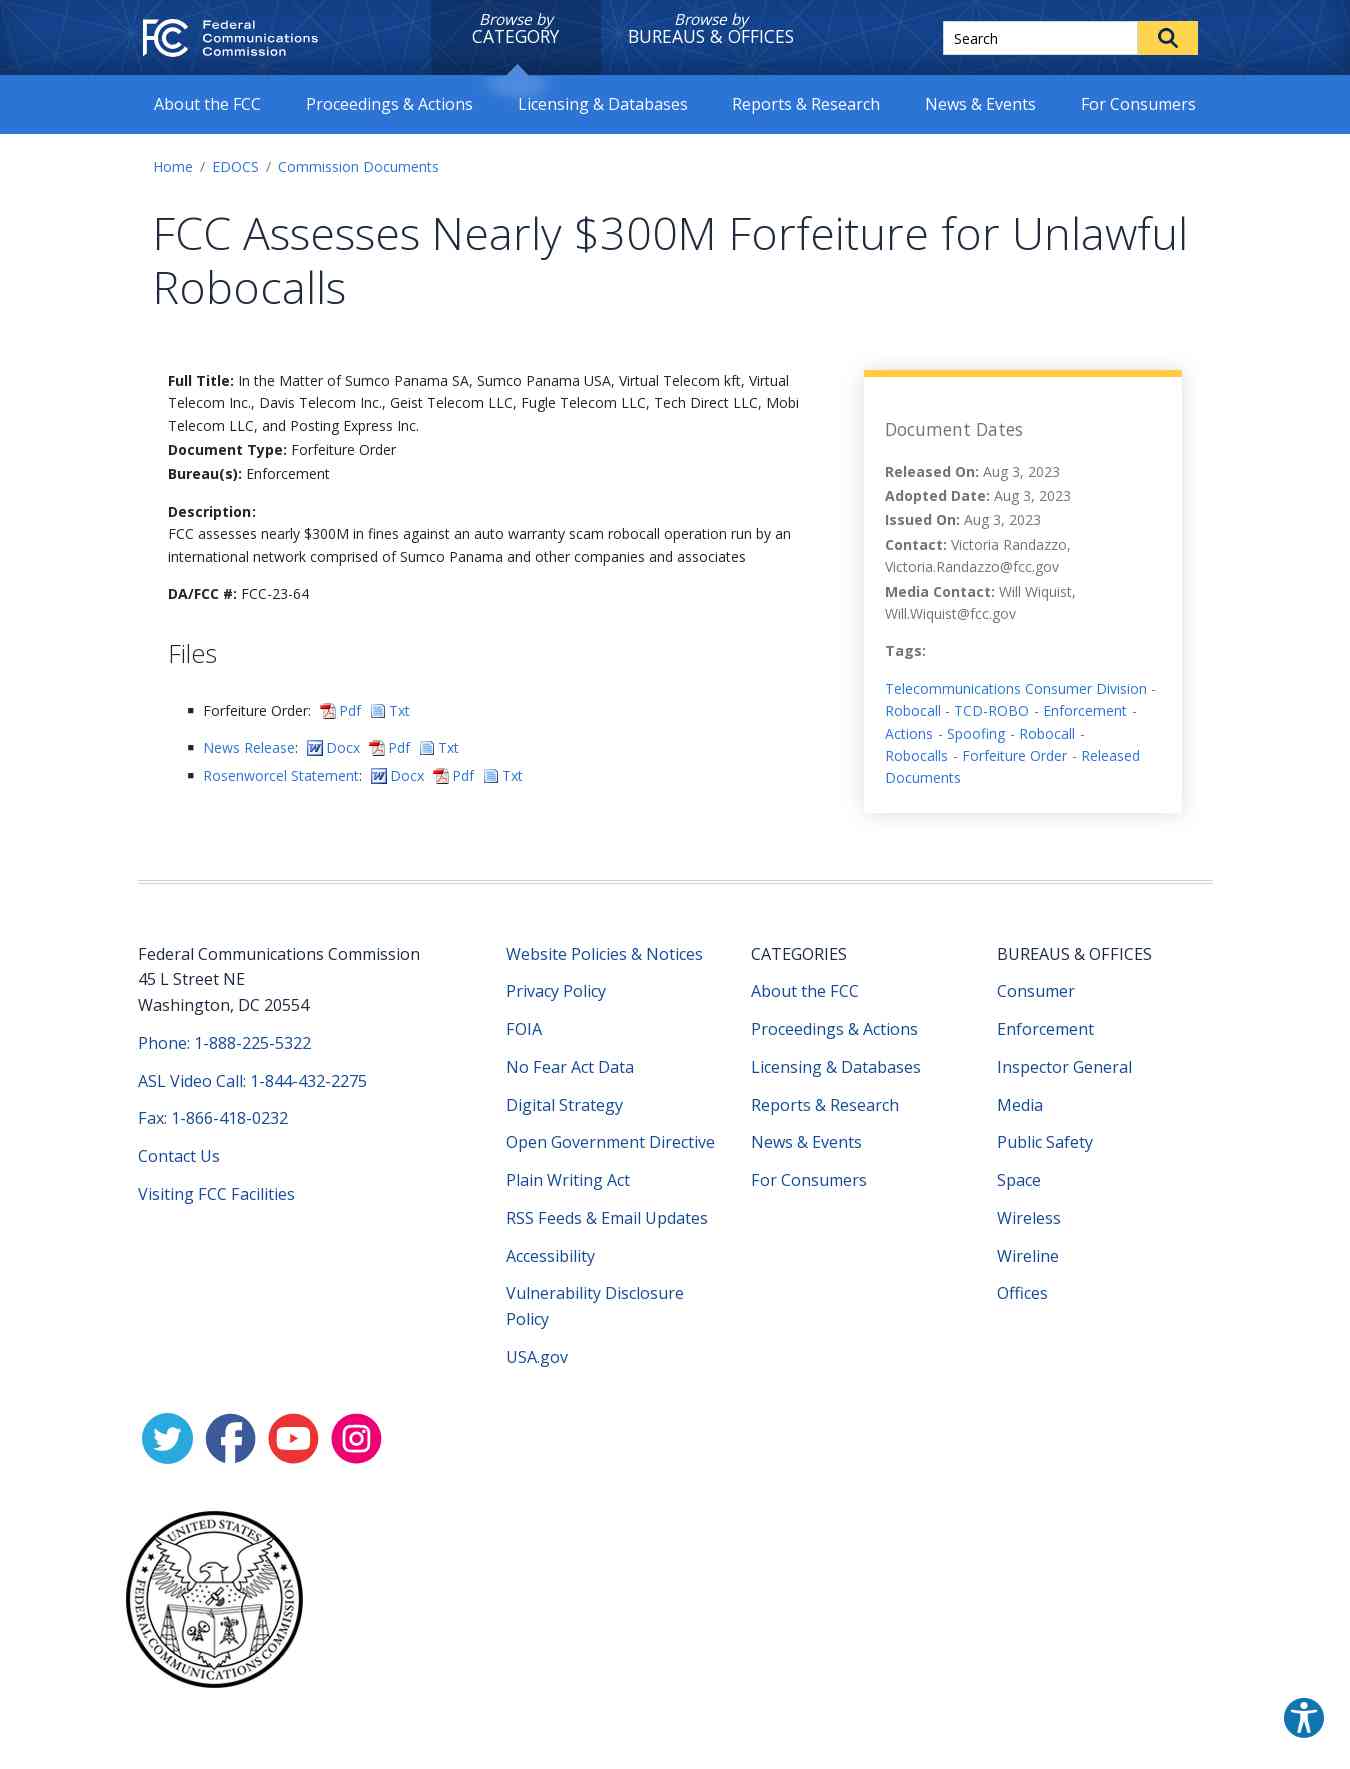 FCC Federal
Communications
Commission
Browse by
CATEGORY
Browse by
BUREAUS & OFFICES
Search
About the FCC
Proceedings & Actions
Licensing & Databases
Reports & Research
News & Events
For Consumers
Home / EDOCS / Commission Documents
FCC Assesses Nearly $300M Forfeiture for Unlawful
Robocalls
Full Title: In the Matter of Sumco Panama SA, Sumco Panama USA, Virtual Telecom kft, Virtual
Telecom Inc., Davis Telecom Inc., Geist Telecom LLC, Fugle Telecom LLC, Tech Direct LLC, Mobi
Telecom LLC, and Posting Express Inc.
Document Type: Forfeiture Order
Bureau(s): Enforcement
Description:
FCC assesses nearly $300M in fines against an auto warranty scam robocall operation run by an
international network comprised of Sumco Panama and other companies and associates
DA/FCC #: FCC-23-64
Files
Forfeiture Order: Pdf Txt
News Release: Docx Pdf Txt
Rosenworcel Statement: Docx Pdf Txt
Document Dates
Released On: Aug 3, 2023
Adopted Date: Aug 3, 2023
Issued On: Aug 3, 2023
Contact: Victoria Randazzo,
Victoria.Randazzo@fcc.gov
Media Contact: Will Wiquist,
Will.Wiquist@fcc.gov
Tags:
Telecommunications Consumer Division -
Robocall - TCD-ROBO - Enforcement -
Actions - Spoofing - Robocall -
Robocalls - Forfeiture Order - Released
Documents
Federal Communications Commission
45 L Street NE
Washington, DC 20554
Phone: 1-888-225-5322
ASL Video Call: 1-844-432-2275
Fax: 1-866-418-0232
Contact Us
Visiting FCC Facilities
Website Policies & Notices
Privacy Policy
FOIA
No Fear Act Data
Digital Strategy
Open Government Directive
Plain Writing Act
RSS Feeds & Email Updates
Accessibility
Vulnerability Disclosure
Policy
USA.gov
CATEGORIES
About the FCC
Proceedings & Actions
Licensing & Databases
Reports & Research
News & Events
For Consumers
BUREAUS & OFFICES
Consumer
Enforcement
Inspector General
Media
Public Safety
Space
Wireless
Wireline
Offices
UNITED STATES
FEDERAL COMMUNICATIONS COMMISSION